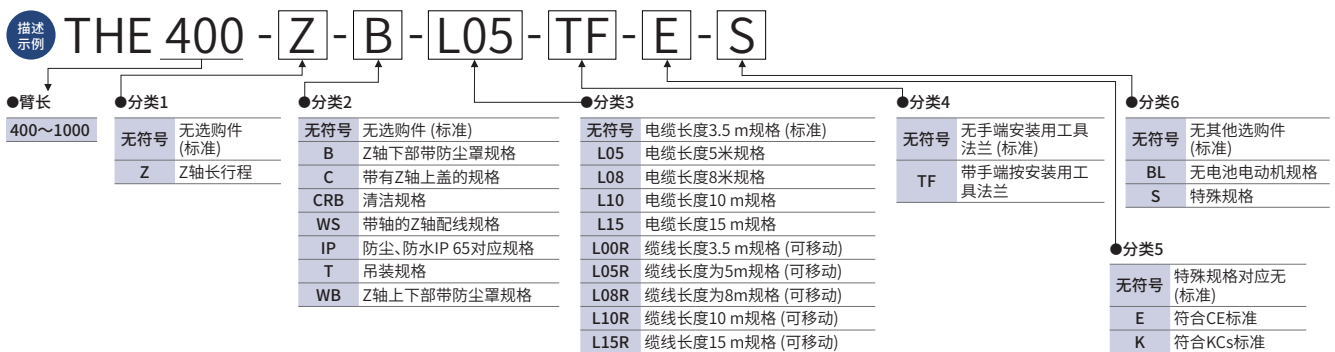 描述
示例
THE 400 - Z - B - L05 - TF - E - S
●臂长
400～1000
●分类1
无符号 无选购件
(标准)
Z Z轴长行程
●分类2
无符号 无选购件 (标准)
B Z轴下部带防尘罩规格
C 带有Z轴上盖的规格
CRB 清洁规格
WS 带轴的Z轴配线规格
IP 防尘、防水IP 65对应规格
T 吊装规格
WB Z轴上下部带防尘罩规格
●分类3
无符号 电缆长度3.5 m规格 (标准)
L05 电缆长度5米规格
L08 电缆长度8米规格
L10 电缆长度10 m规格
L15 电缆长度15 m规格
L00R 缆线长度3.5 m规格 (可移动)
L05R 缆线长度为5m规格 (可移动)
L08R 缆线长度为8m规格 (可移动)
L10R 缆线长度10 m规格 (可移动)
L15R 缆线长度15 m规格 (可移动)
●分类4
无符号 无手端安装用工具
法兰 (标准)
TF 带手端按安装用工
具法兰
●分类6
无符号 无其他选购件
(标准)
BL 无电池电动机规格
S 特殊规格
●分类5
无符号 特殊规格对应无
(标准)
E 符合CE标准
K 符合KCs标准